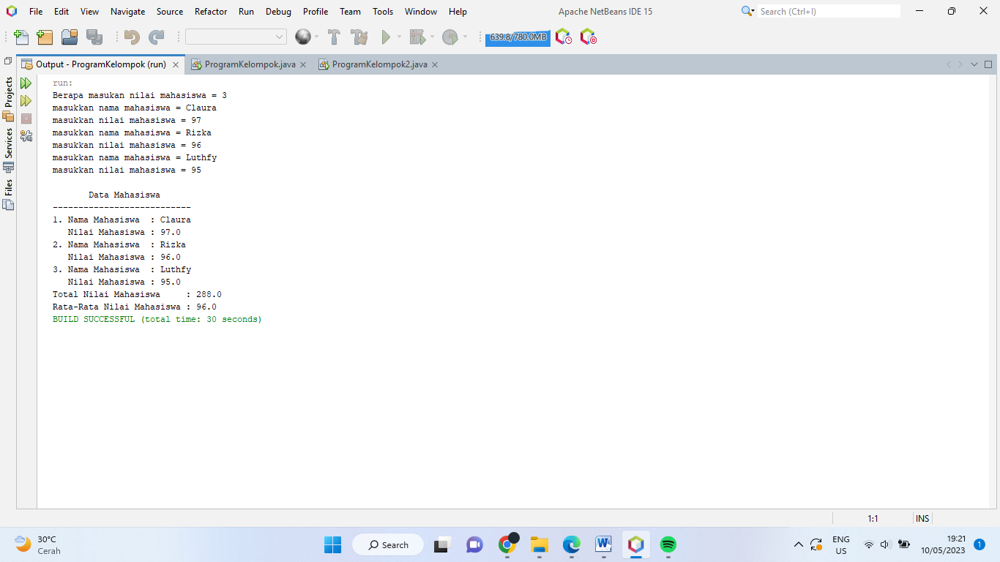 File Edit View Navigate Source Refactor Run Debug Profile Team Tools Window Help Apache NetBeans IDE 15 Search (Ctrl+I)
639.8/780.0MB
Output - ProgramKelompok (run) ProgramKelompok.java ProgramKelompok2.java
Projects
Services
Files
run:
Berapa masukan nilai mahasiswa = 3
masukkan nama mahasiswa = Claura
masukkan nilai mahasiswa = 97
masukkan nama mahasiswa = Rizka
masukkan nilai mahasiswa = 96
masukkan nama mahasiswa = Luthfy
masukkan nilai mahasiswa = 95
Data Mahasiswa
---------------------------
1. Nama Mahasiswa  : Claura
Nilai Mahasiswa : 97.0
2. Nama Mahasiswa  : Rizka
Nilai Mahasiswa : 96.0
3. Nama Mahasiswa  : Luthfy
Nilai Mahasiswa : 95.0
Total Nilai Mahasiswa     : 288.0
Rata-Rata Nilai Mahasiswa : 96.0
BUILD SUCCESSFUL (total time: 30 seconds)
1:1 INS
30°C
Cerah
Search
ENG
US
19:21
10/05/2023
1